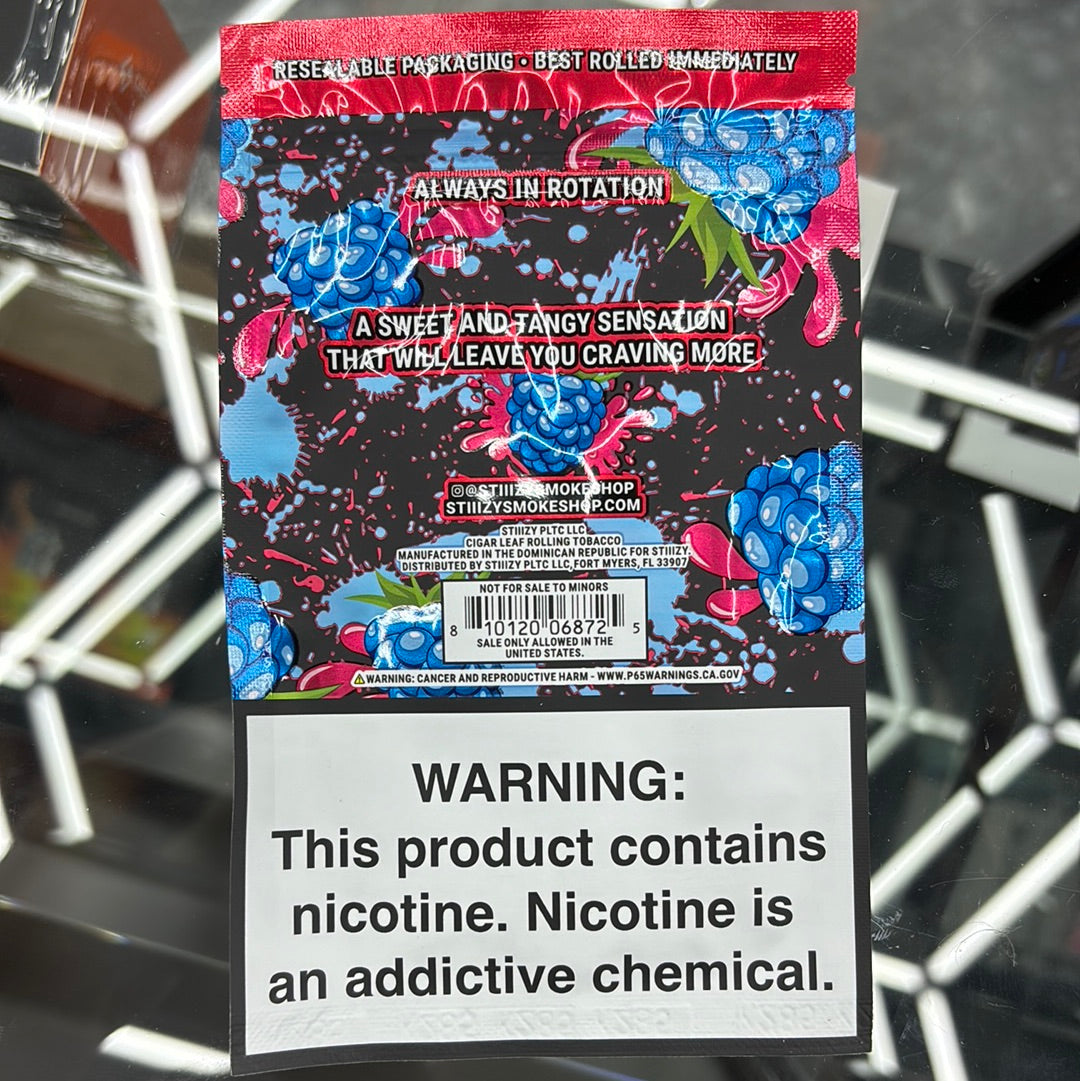 RESEALABLE PACKAGING • BEST ROLLED IMMEDIATELY
ALWAYS IN ROTATION
A SWEET AND TANGY SENSATION
THAT WILL LEAVE YOU CRAVING MORE
@STIIIZYSMOKESHOP
STIIIZYSMOKESHOP.COM
STIIIZY PLTC LLC
CIGAR LEAF ROLLING TOBACCO
MANUFACTURED IN THE DOMINICAN REPUBLIC FOR STIIIZY.
DISTRIBUTED BY STIIIZY PLTC LLC, FORT MYERS, FL 33907
NOT FOR SALE TO MINORS
8 10120 06872 5
SALE ONLY ALLOWED IN THE
UNITED STATES.
WARNING: CANCER AND REPRODUCTIVE HARM - WWW.P65WARNINGS.CA.GOV
WARNING:
This product contains
nicotine. Nicotine is
an addictive chemical.